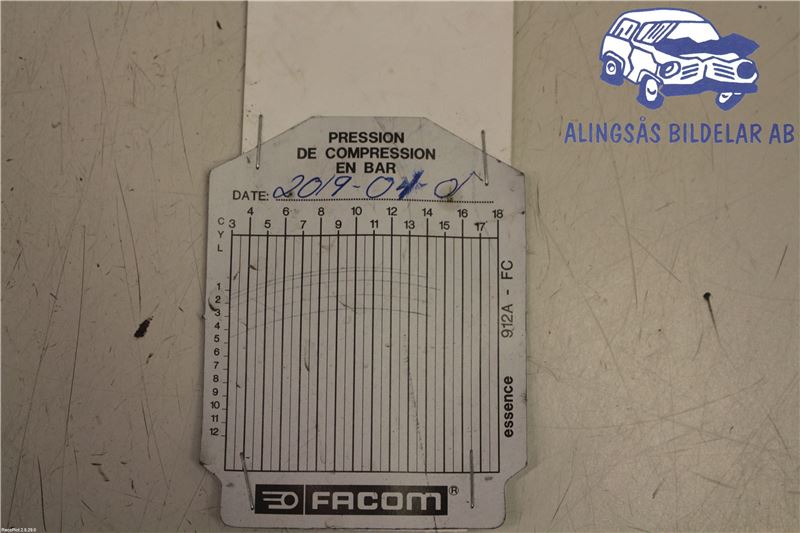 ALINGSÅS BILDELAR AB
PRESSION
DE COMPRESSION
EN BAR
DATE: 2019-04-01
4 6 8 10 12 14 16 18
3 5 7 9 11 13 15 17
C
Y
L
1
2
3
4
5
6
7
8
9
10
11
12
essence 912A - FC
FACOM®